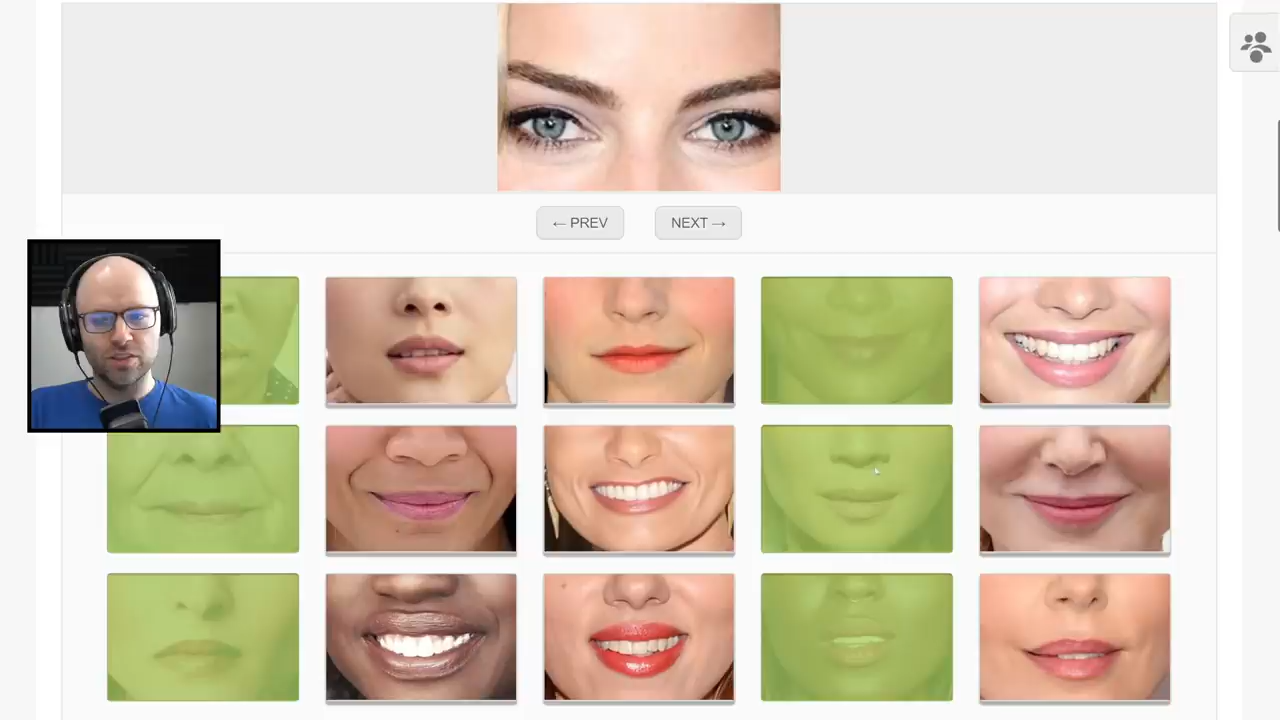 ← PREV
NEXT →